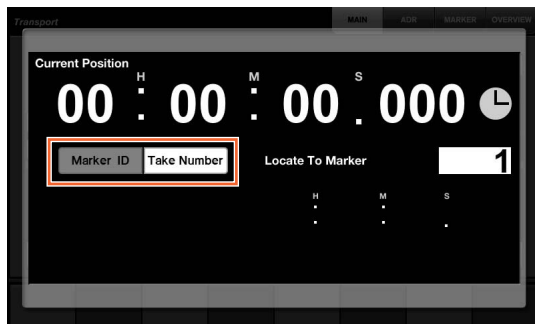 Transport
MAIN ADR MARKER OVERVIEW
Current Position
H M S
00 : 00 : 00 . 000
Marker ID Take Number Locate To Marker 1
H M S
: : .